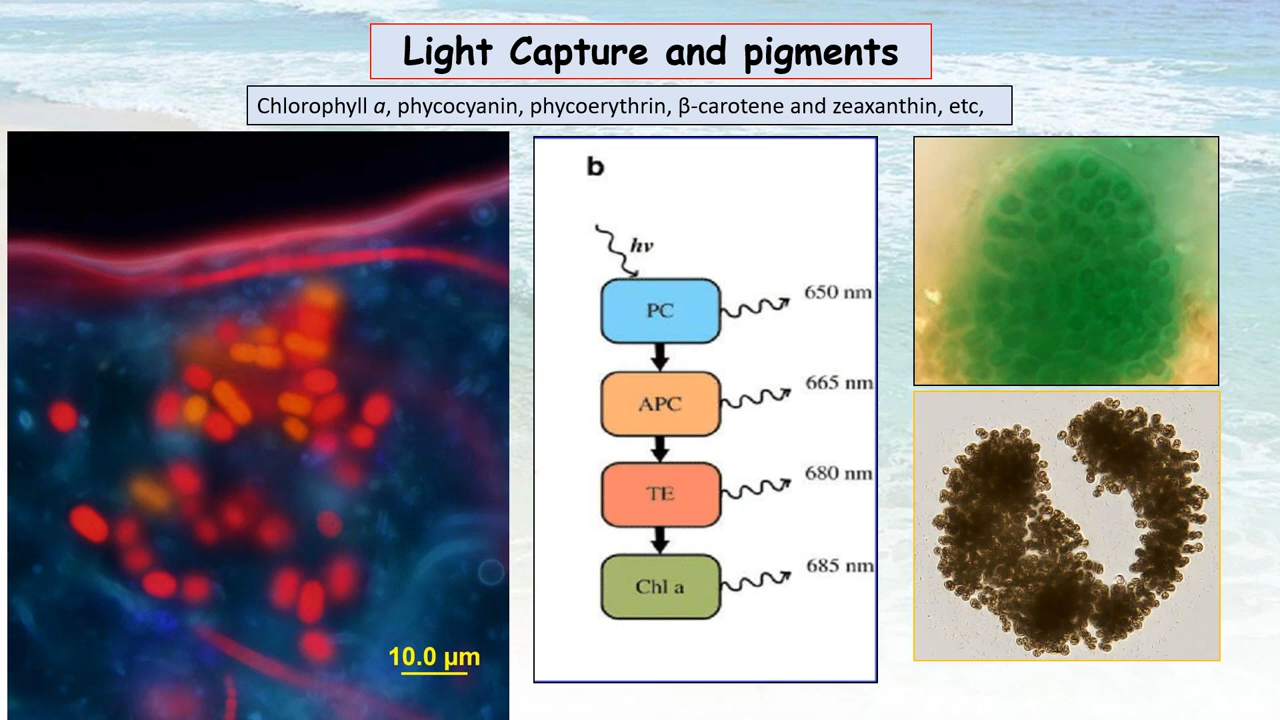 Light Capture and pigments
Chlorophyll a, phycocyanin, phycoerythrin, β-carotene and zeaxanthin, etc,
b
hν
PC
650 nm
APC
665 nm
TE
680 nm
Chl a
685 nm
10.0 µm